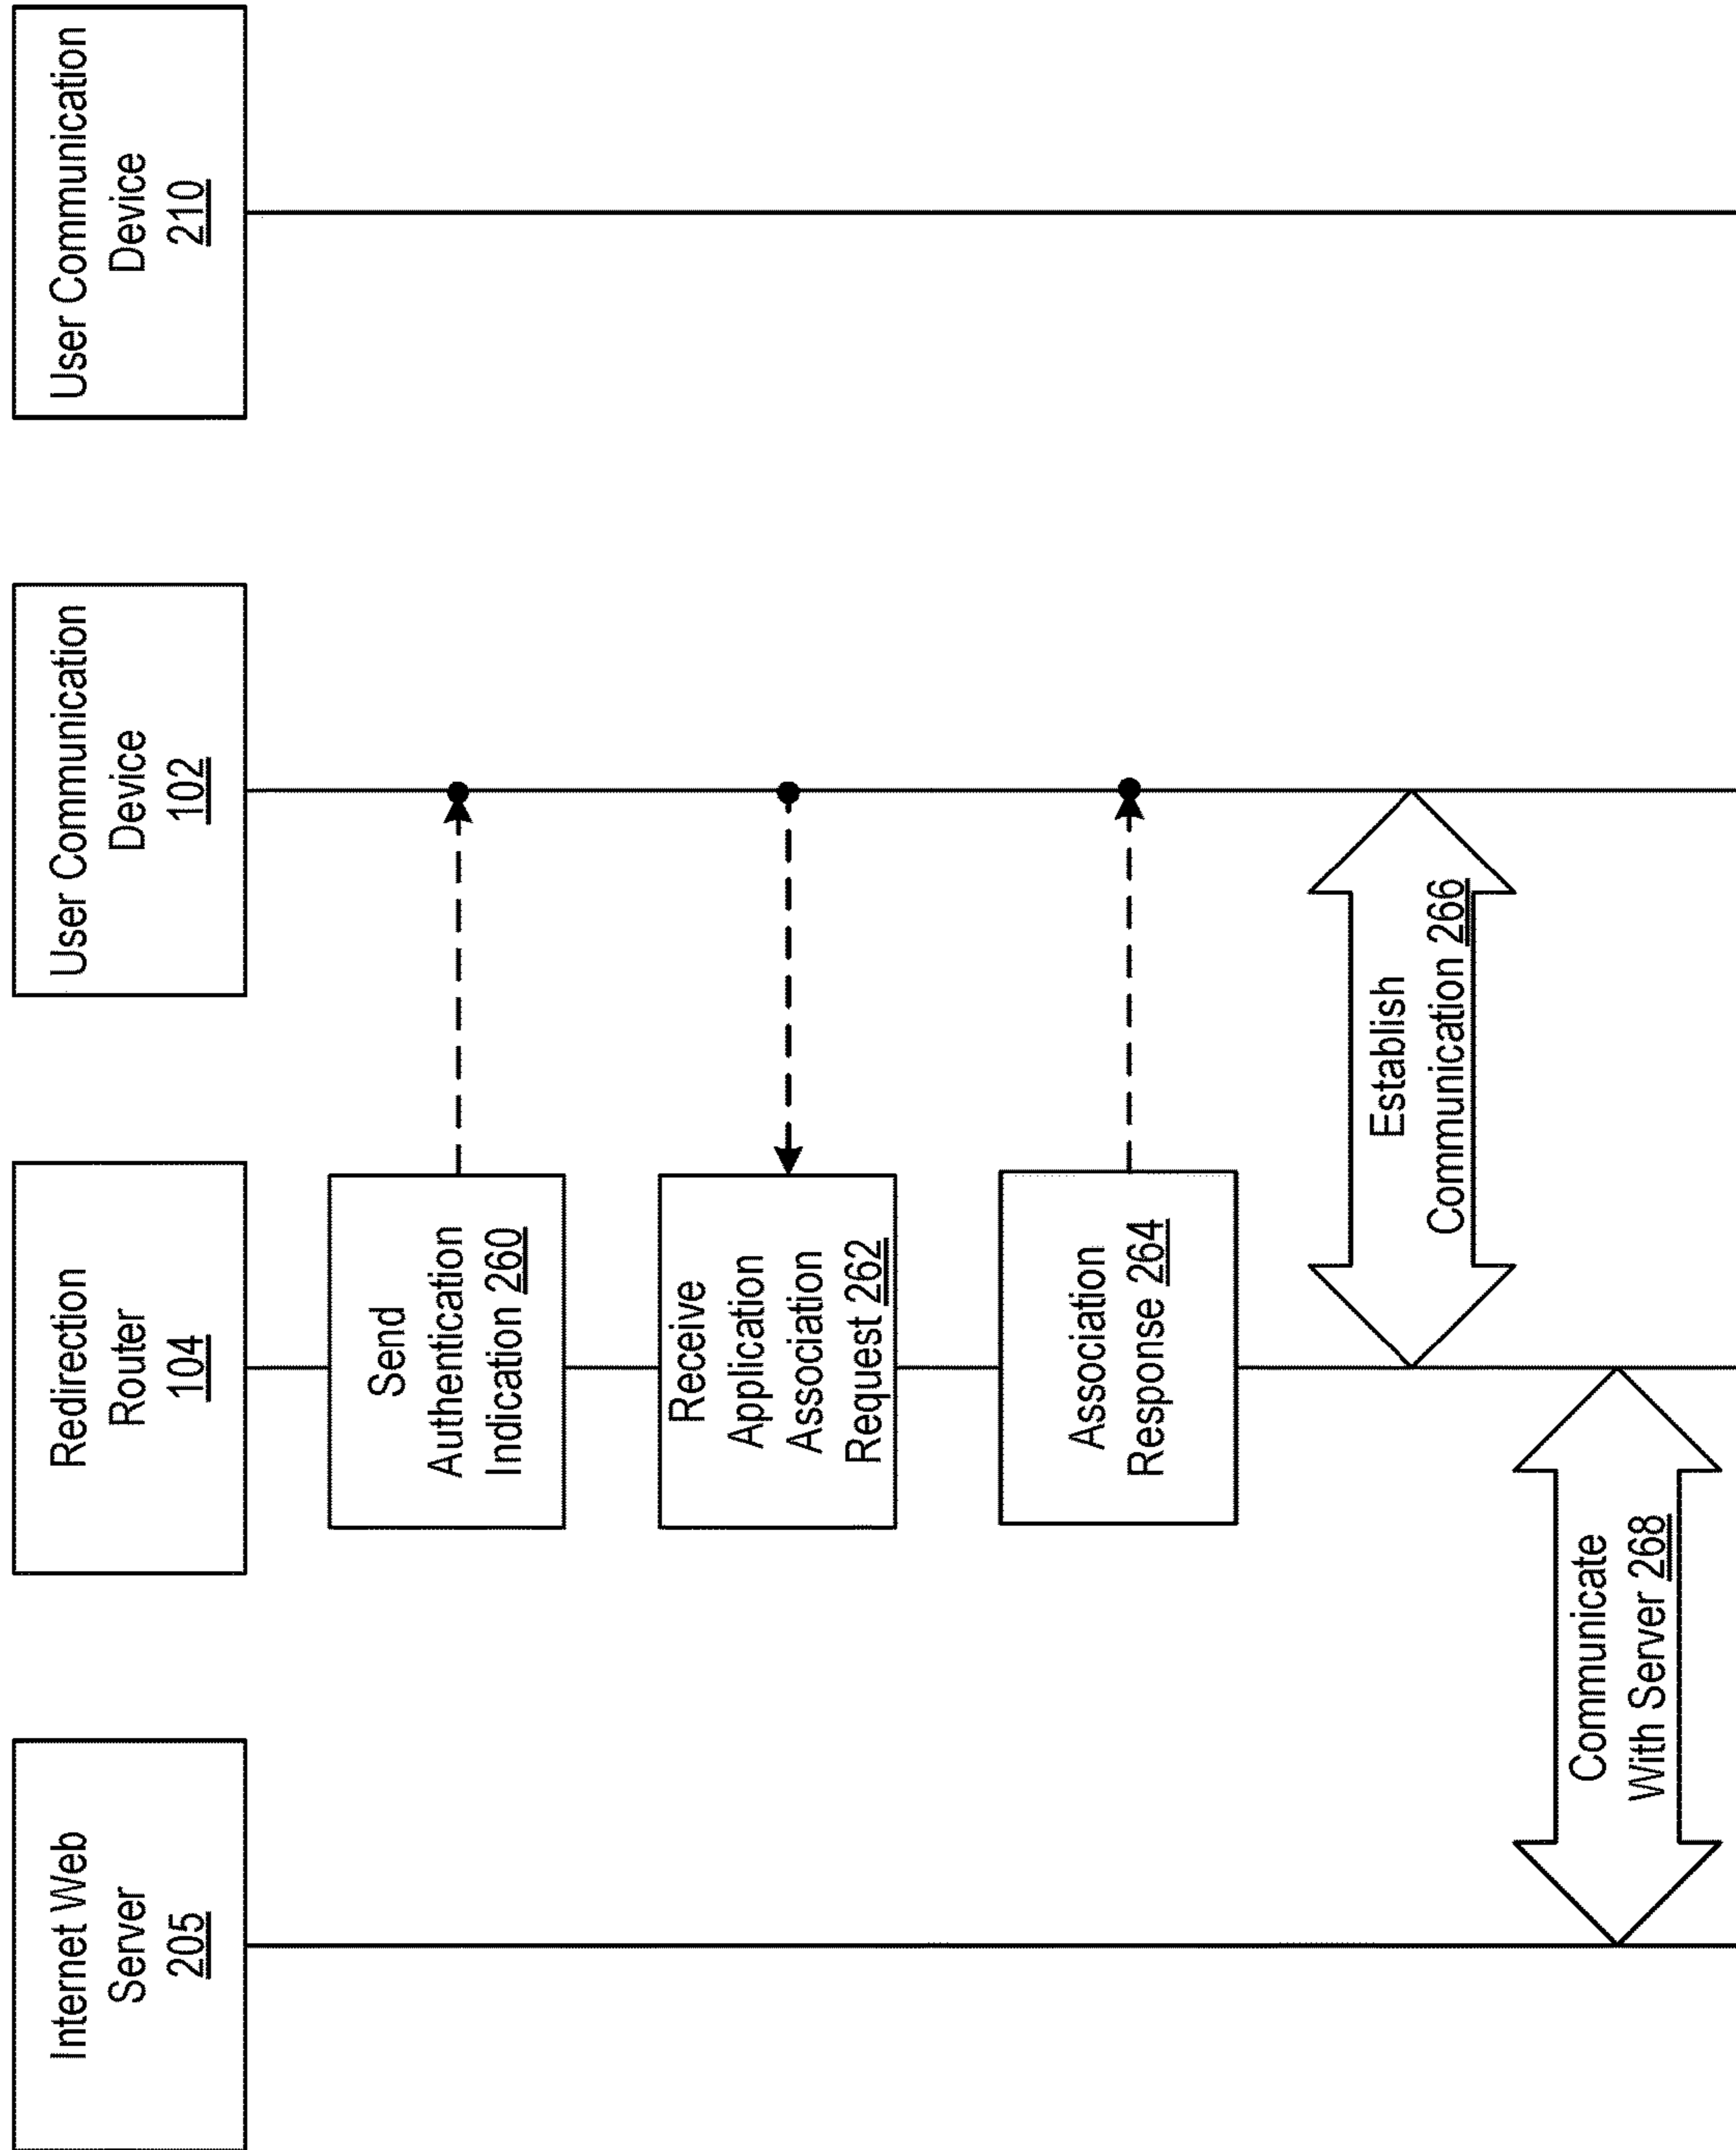 Internet Web
Server
205
Redirection
Router
104
User Communication
Device
102
User Communication
Device
210
Send
Authentication
Indication 260
Receive
Application
Association
Request 262
Association
Response 264
Establish
Communication 266
Communicate
With Server 268